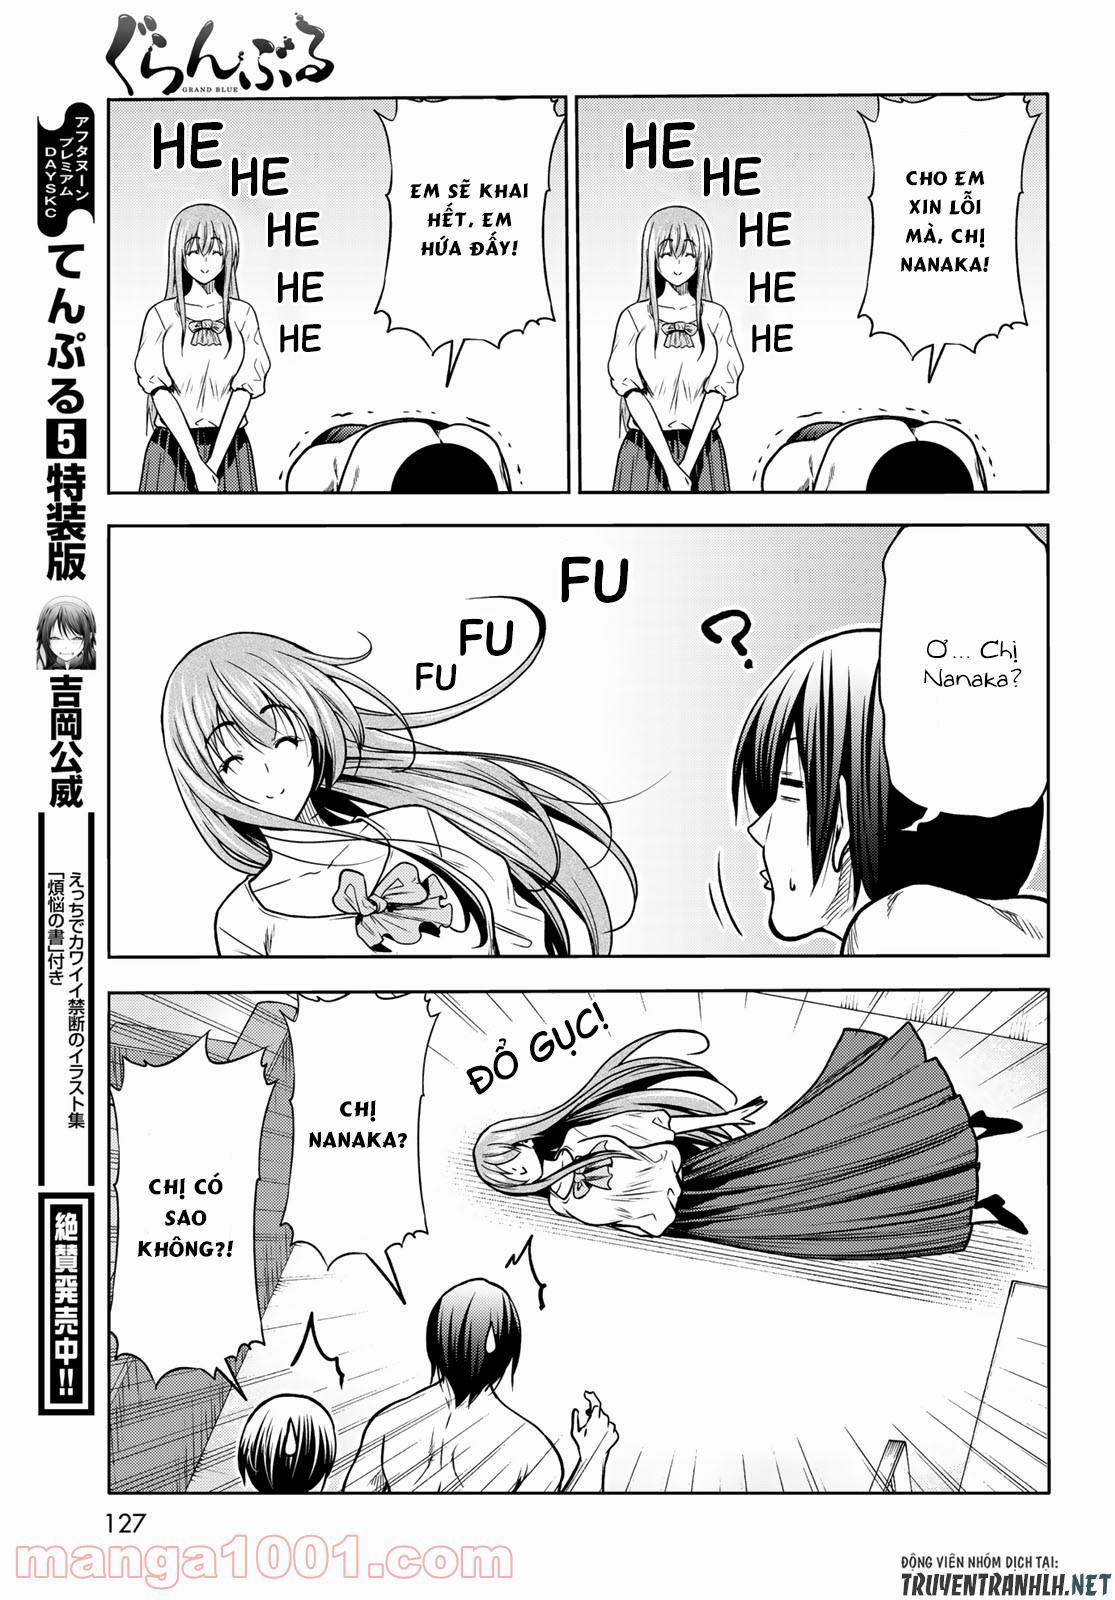 ぐらんぶる
GRAND BLUE
CHO EM
XIN LỖI
MÀ, CHỊ
NANAKA!
HE
HE
HE
HE
HE
EM SẼ KHAI
HẾT, EM
HỨA ĐẤY!
HE
HE
HE
HE
HE
Ơ... Chị
Nanaka?
?
FU
FU
FU
ĐỔ GỤC!
CHỊ
NANAKA?
CHỊ CÓ
SAO
KHÔNG?!
アフタヌーン
プレミアム
DAYSKC
てんぷる5特装版
吉岡公威
えっちでカワイイ禁断のイラスト集
「煩悩の書」付き
絶賛発売中!!
127
manga1001.com
ĐỘNG VIÊN NHÓM DỊCH TẠI:
TRUYENTRANHLH.NET